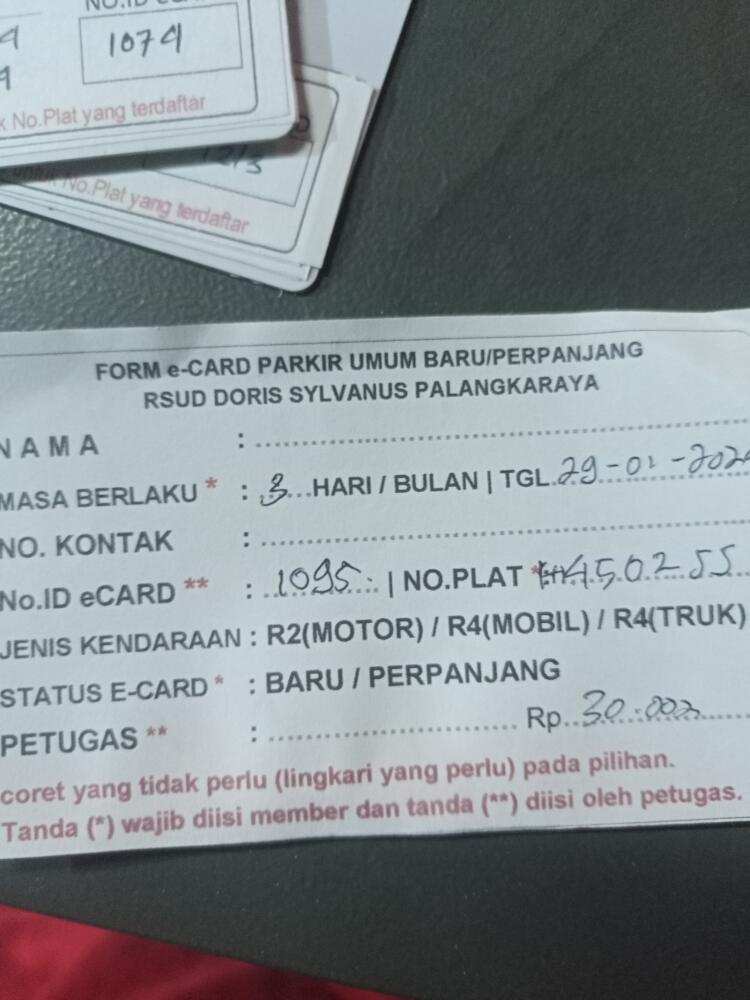 1074
No.Plat yang terdaftar
No.Plat yang terdaftar
FORM e-CARD PARKIR UMUM BARU/PERPANJANG
RSUD DORIS SYLVANUS PALANGKARAYA
NAMA :
MASA BERLAKU * : 3 HARI / BULAN | TGL. 29-01-202
NO. KONTAK :
No.ID eCARD ** : 1095 | NO.PLAT *
JENIS KENDARAAN : R2(MOTOR) / R4(MOBIL) / R4(TRUK)
STATUS E-CARD * : BARU / PERPANJANG
PETUGAS ** : Rp. 30.000
coret yang tidak perlu (lingkari yang perlu) pada pilihan.
Tanda (*) wajib diisi member dan tanda (**) diisi oleh petugas.